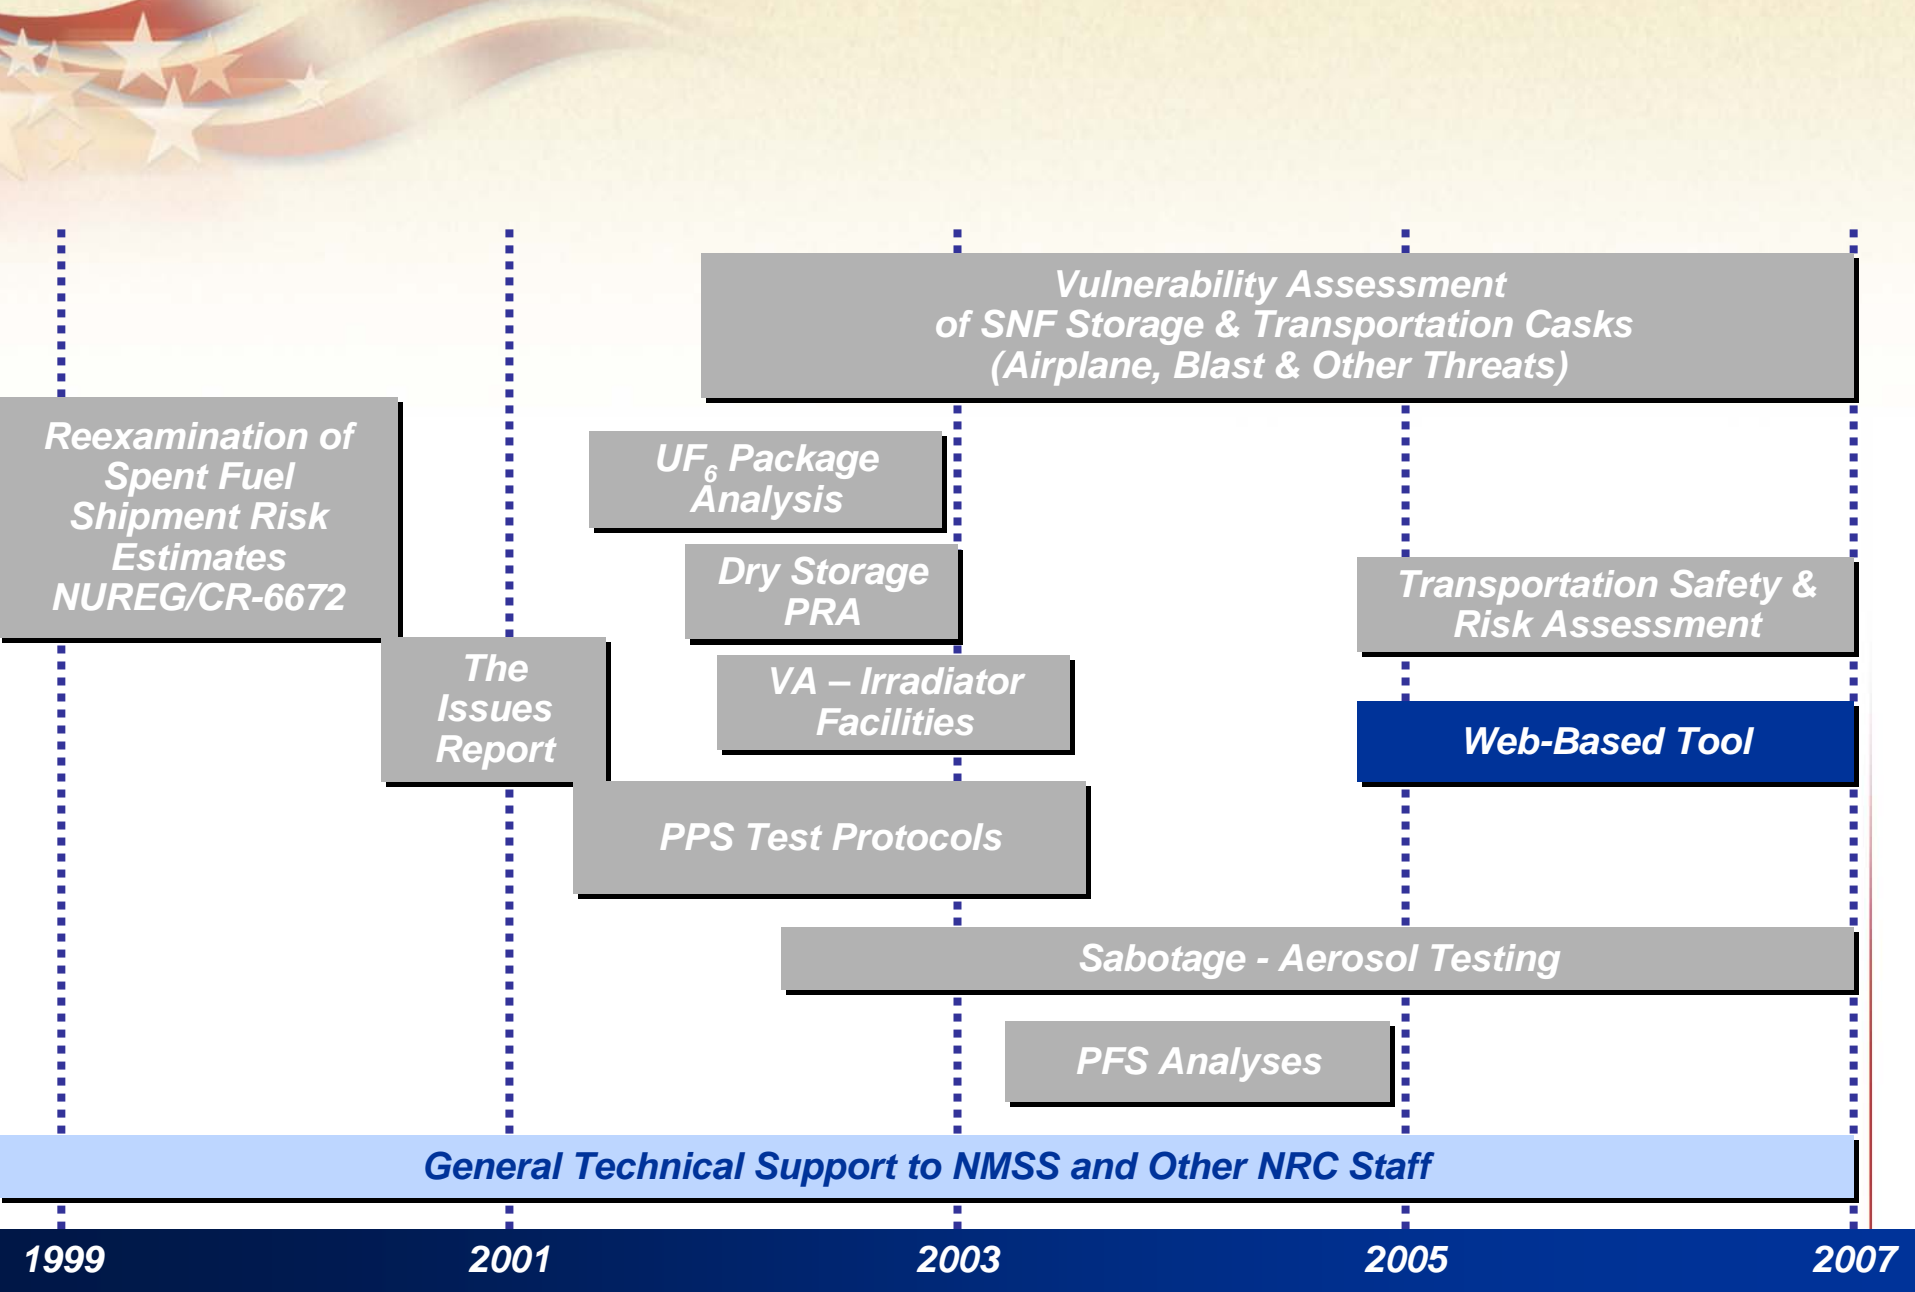 Vulnerability Assessment
of SNF Storage & Transportation Casks
(Airplane, Blast & Other Threats)
Reexamination of
Spent Fuel
Shipment Risk
Estimates
NUREG/CR-6672
UF6 Package
Analysis
Dry Storage
PRA
Transportation Safety &
Risk Assessment
The
Issues
Report
VA – Irradiator
Facilities
Web-Based Tool
PPS Test Protocols
Sabotage - Aerosol Testing
PFS Analyses
General Technical Support to NMSS and Other NRC Staff
1999 2001 2003 2005 2007